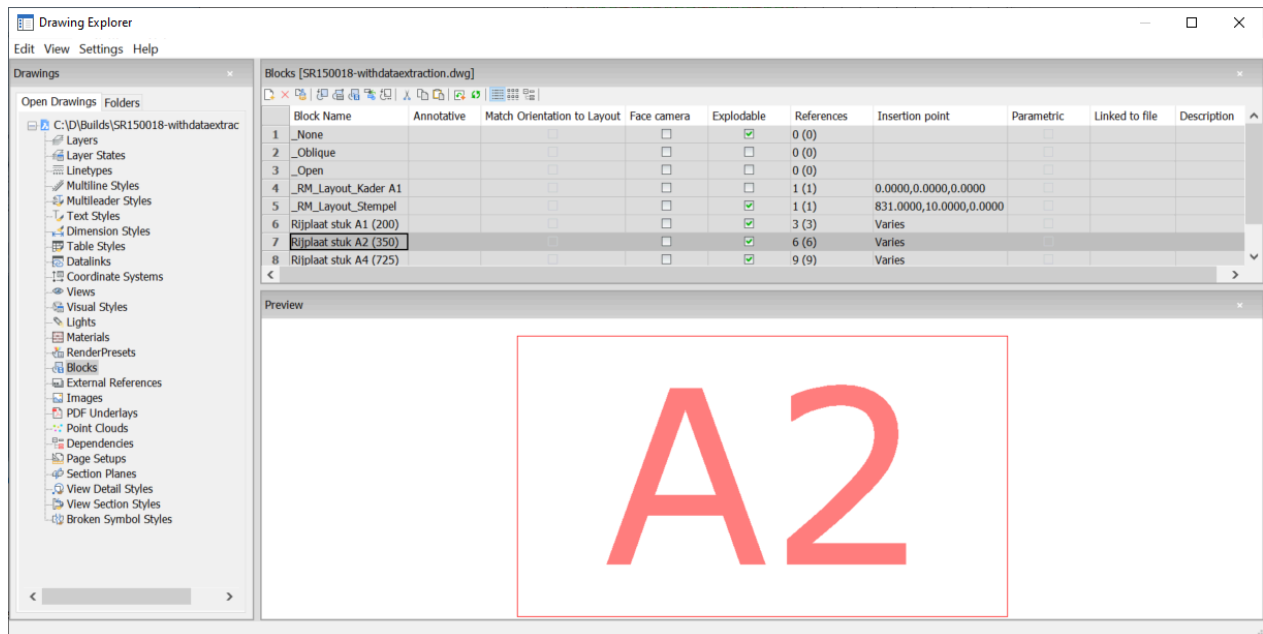 Drawing Explorer
Edit View Settings Help
Drawings
Open Drawings Folders
C:\D\Builds\SR150018-withdataextrac
Layers
Layer States
Linetypes
Multiline Styles
Multileader Styles
Text Styles
Dimension Styles
Table Styles
Datalinks
Coordinate Systems
Views
Visual Styles
Lights
Materials
RenderPresets
Blocks
External References
Images
PDF Underlays
Point Clouds
Dependencies
Page Setups
Section Planes
View Detail Styles
View Section Styles
Broken Symbol Styles
Blocks [SR150018-withdataextraction.dwg]
Block Name Annotative Match Orientation to Layout Face camera Explodable References Insertion point Parametric Linked to file Description
1 _None 0 (0)
2 _Oblique 0 (0)
3 _Open 0 (0)
4 _RM_Layout_Kader A1 1 (1) 0.0000,0.0000,0.0000
5 _RM_Layout_Stempel 1 (1) 831.0000,10.0000,0.0000
6 Rijplaat stuk A1 (200) 3 (3) Varies
7 Rijplaat stuk A2 (350) 6 (6) Varies
8 Rijplaat stuk A4 (725) 9 (9) Varies
Preview
A2